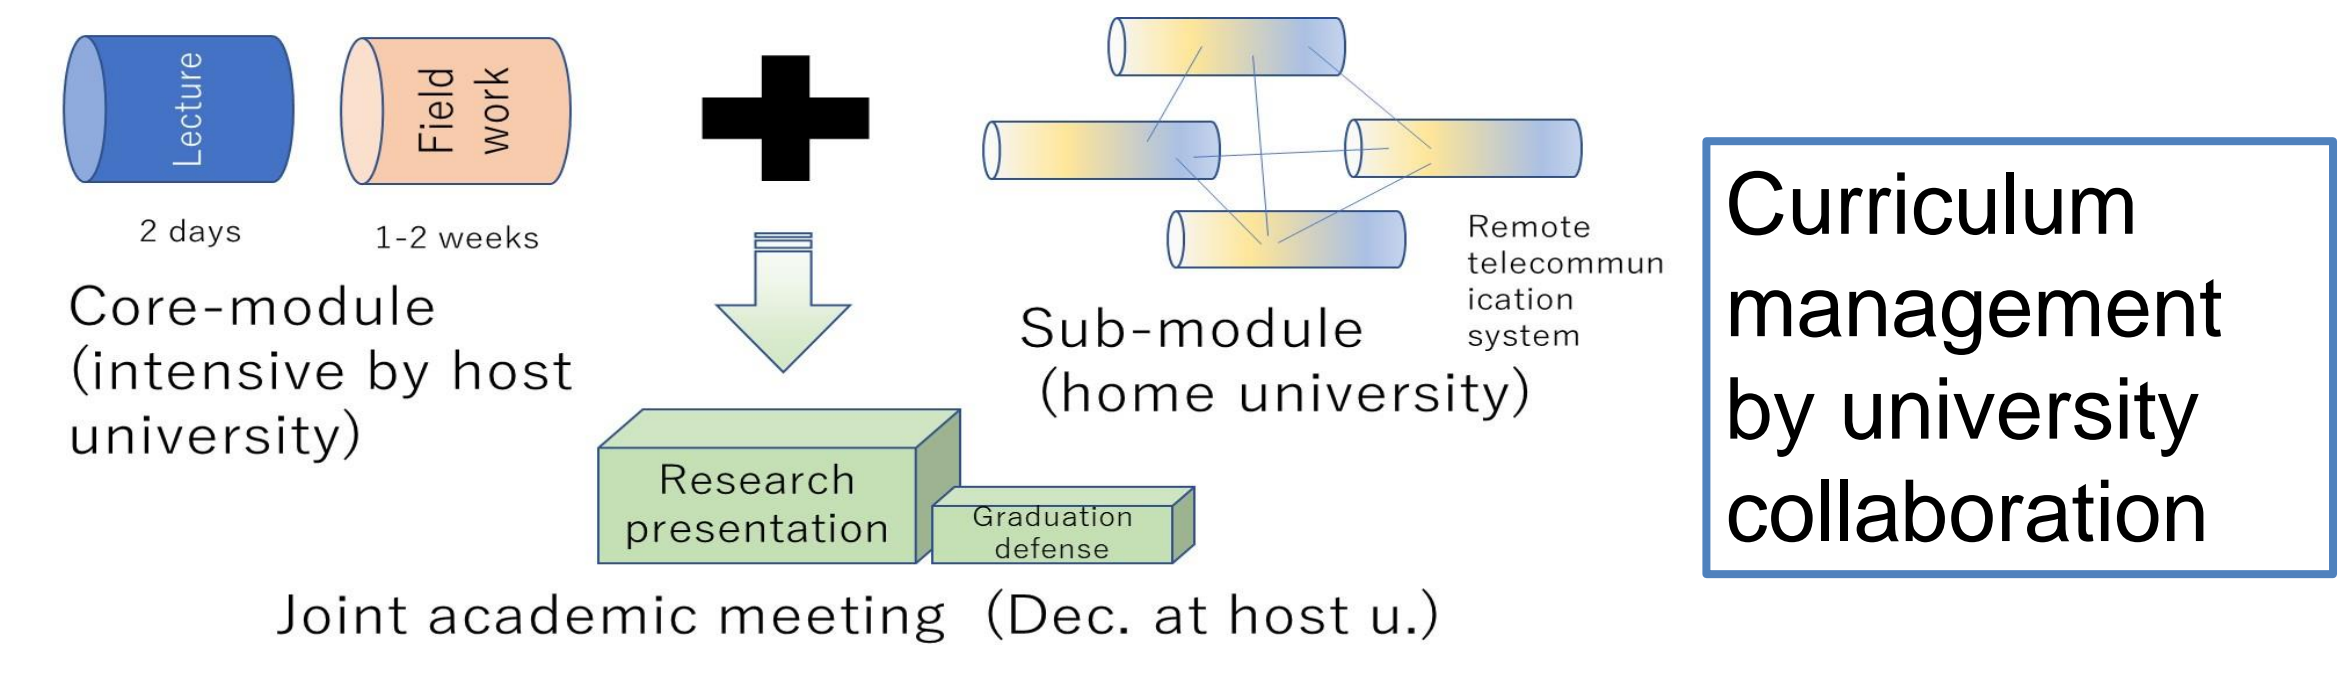 Lecture
Field
work
2 days
1-2 weeks
Core-module
(intensive by host
university)
Remote
telecommun
ication
system
Sub-module
(home university)
Research
presentation
Graduation
defense
Joint academic meeting (Dec. at host u.)
Curriculum
management
by university
collaboration